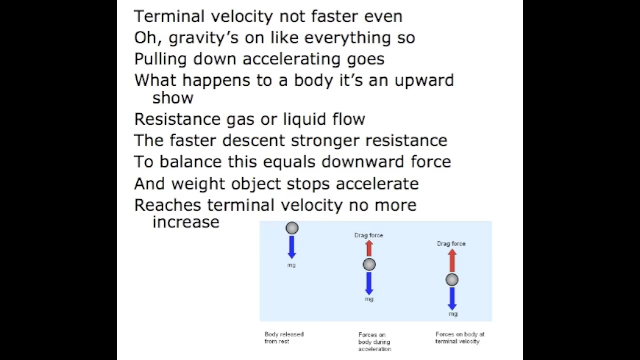 Terminal velocity not faster even
Oh, gravity’s on like everything so
Pulling down accelerating goes
What happens to a body it’s an upward
show
Resistance gas or liquid flow
The faster descent stronger resistance
To balance this equals downward force
And weight object stops accelerate
Reaches terminal velocity no more
increase
Drag force
Drag force
mg
mg
mg
Body released
from rest
Forces on
body during
acceleration
Forces on body at
terminal velocity